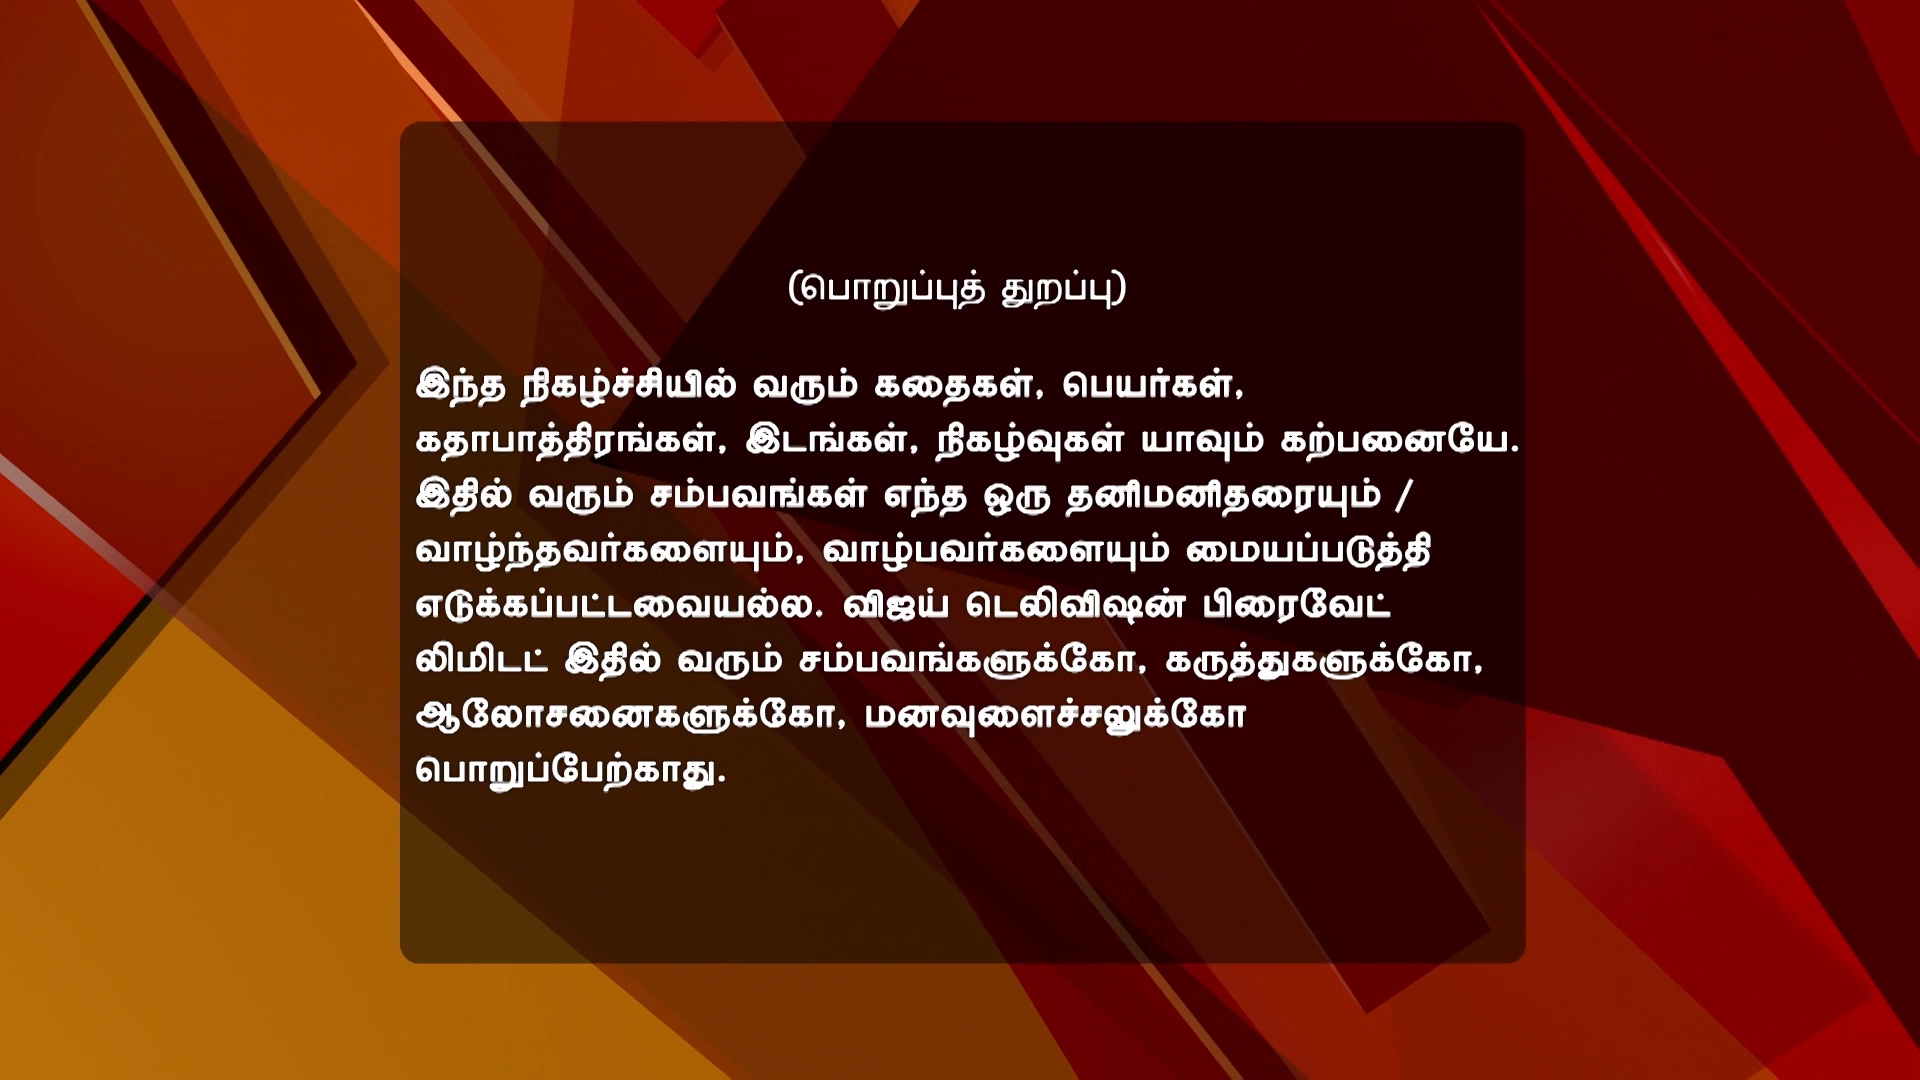 (பொறுப்புத் துறப்பு)
இந்த நிகழ்ச்சியில் வரும் கதைகள், பெயர்கள்,
கதாபாத்திரங்கள், இடங்கள், நிகழ்வுகள் யாவும் கற்பனையே.
இதில் வரும் சம்பவங்கள் எந்த ஒரு தனிமனிதரையும் /
வாழ்ந்தவர்களையும், வாழ்பவர்களையும் மையப்படுத்தி
எடுக்கப்பட்டவையல்ல. விஜய் டெலிவிஷன் பிரைவேட்
லிமிடட் இதில் வரும் சம்பவங்களுக்கோ, கருத்துகளுக்கோ,
ஆலோசனைகளுக்கோ, மனவுளைச்சலுக்கோ
பொறுப்பேற்காது.